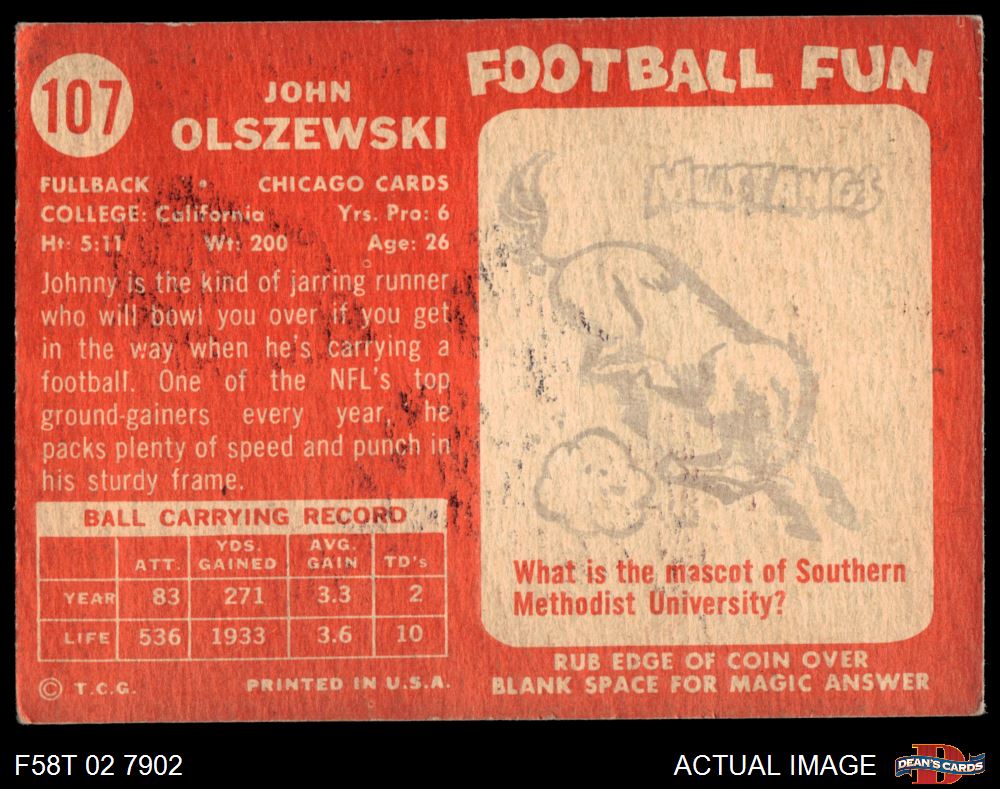 107
JOHN
OLSZEWSKI
FULLBACK • CHICAGO CARDS
COLLEGE: California Yrs. Pro: 6
Ht: 5:11 Wt: 200 Age: 26
Johnny is the kind of jarring runner
who will bowl you over if you get
in the way when he's carrying a
football. One of the NFL's top
ground-gainers every year, he
packs plenty of speed and punch in
his sturdy frame.
BALL CARRYING RECORD
ATT. YDS. GAINED AVG. GAIN TD's
YEAR 83 271 3.3 2
LIFE 536 1933 3.6 10
© T.C.G. PRINTED IN U.S.A.
FOOTBALL FUN
MUSTANGS
What is the mascot of Southern
Methodist University?
RUB EDGE OF COIN OVER
BLANK SPACE FOR MAGIC ANSWER
F58T 02 7902
ACTUAL IMAGE
D
DEAN'S CARDS